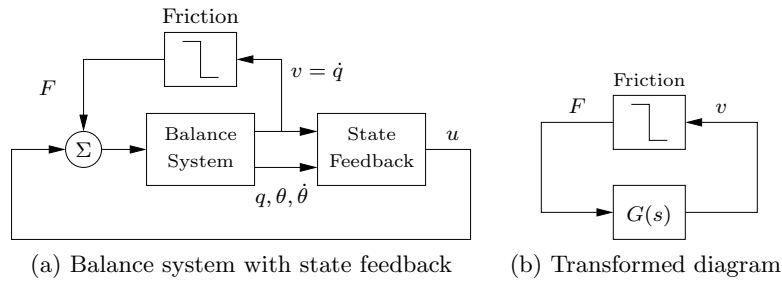 Friction
v = q̇
F
Σ
Balance
System
State
Feedback
u
q, θ, θ̇
(a) Balance system with state feedback
Friction
F
v
G(s)
(b) Transformed diagram